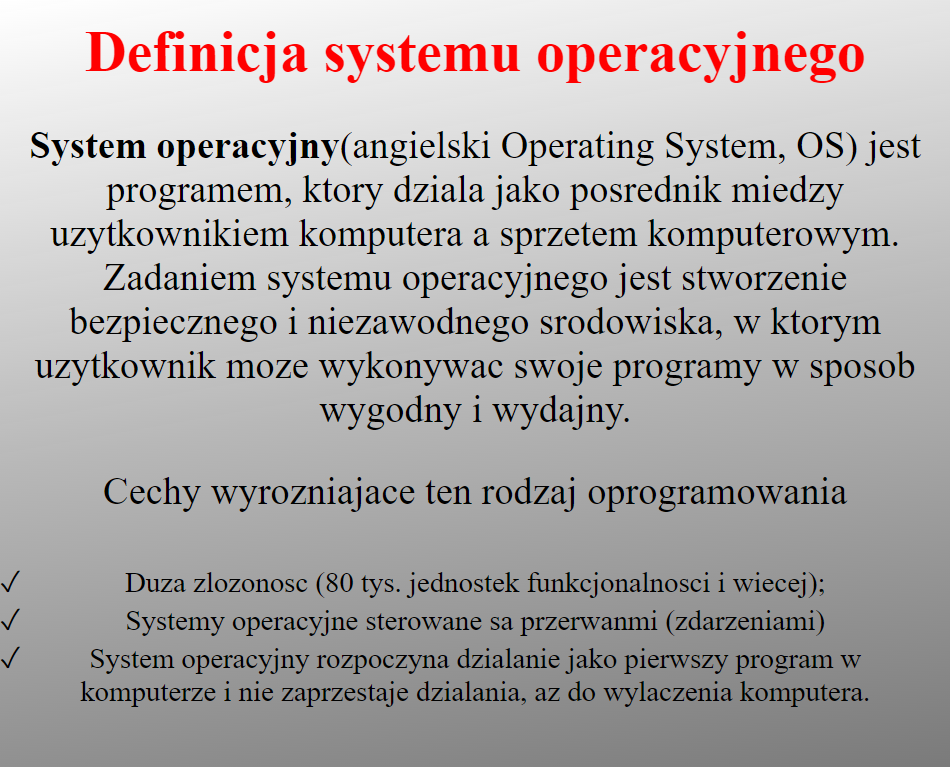 Definicja systemu operacyjnego
System operacyjny(angielski Operating System, OS) jest
programem, ktory dziala jako posrednik miedzy
uzytkownikiem komputera a sprzetem komputerowym.
Zadaniem systemu operacyjnego jest stworzenie
bezpiecznego i niezawodnego srodowiska, w ktorym
uzytkownik moze wykonywac swoje programy w sposob
wygodny i wydajny.
Cechy wyrozniajace ten rodzaj oprogramowania
✓ Duza zlozonosc (80 tys. jednostek funkcjonalnosci i wiecej);
✓ Systemy operacyjne sterowane sa przerwanmi (zdarzeniami)
✓ System operacyjny rozpoczyna dzialanie jako pierwszy program w
komputerze i nie zaprzestaje dzialania, az do wylaczenia komputera.